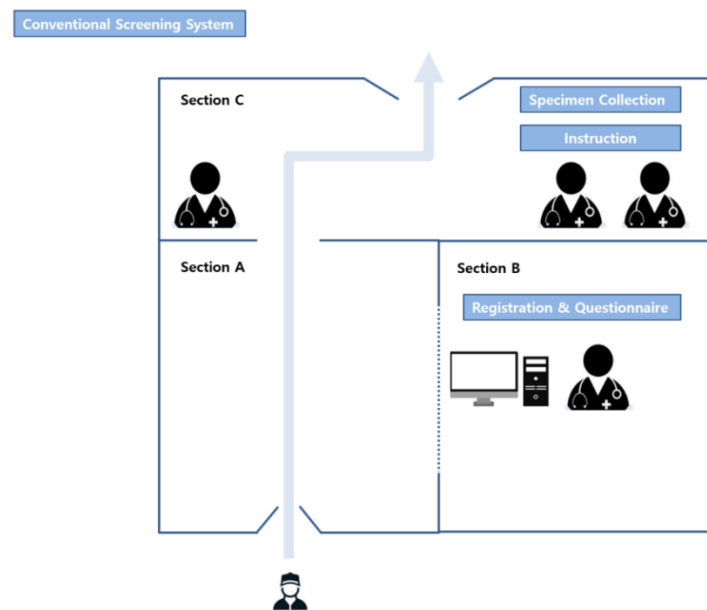 Conventional Screening System
Section C
Specimen Collection
Instruction
Section A
Section B
Registration & Questionnaire